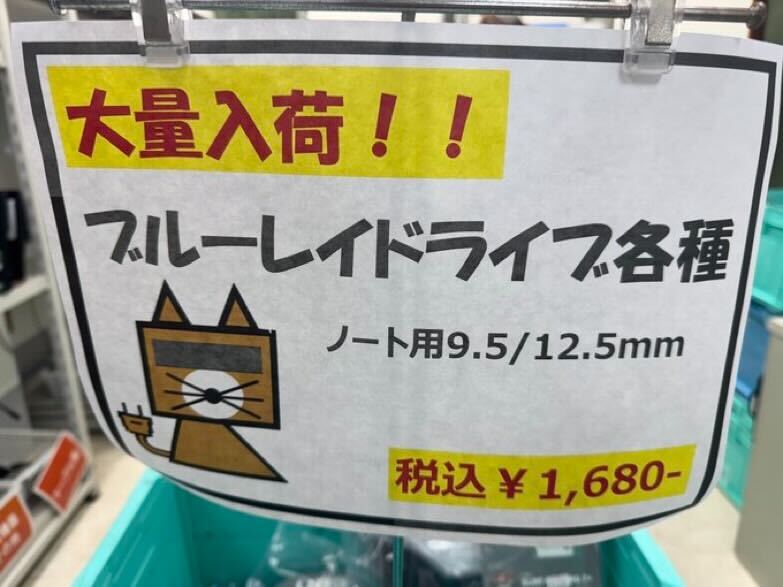 大量入荷！！
ブルーレイドライブ各種
ノート用9.5/12.5mm
税込￥1,680-